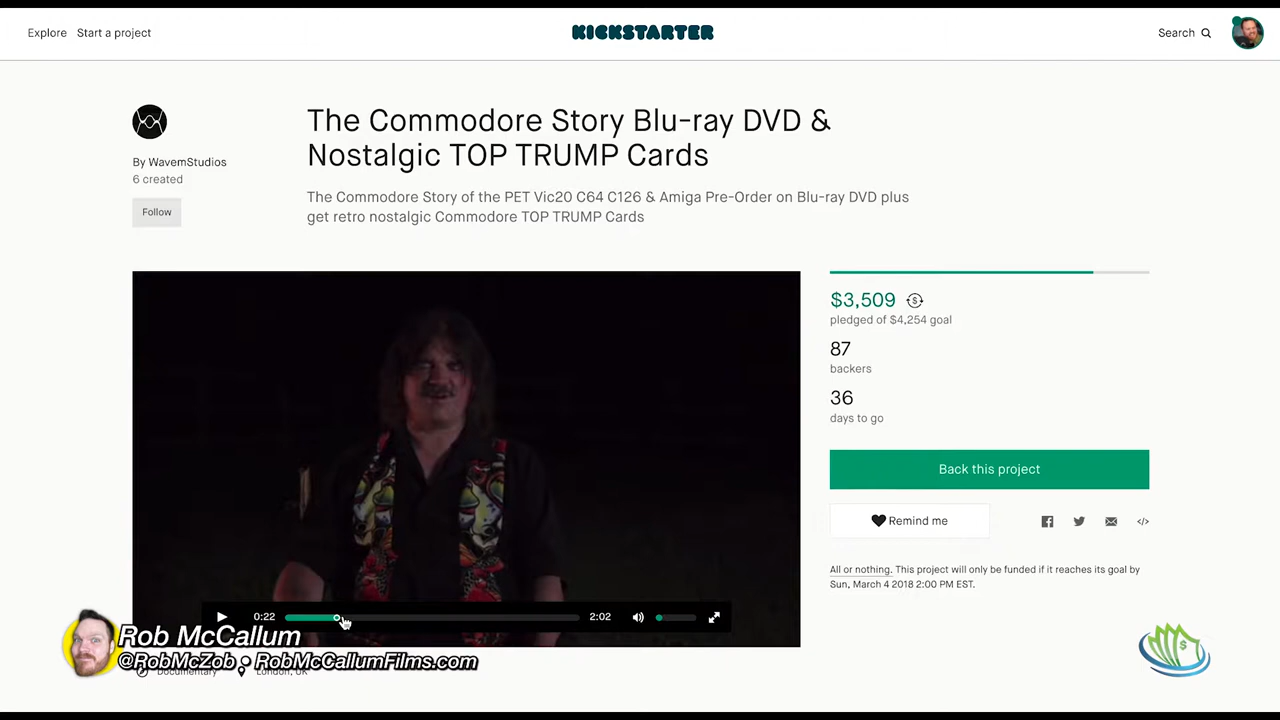 Explore Start a project
KICKSTARTER
Search
The Commodore Story Blu-ray DVD &
Nostalgic TOP TRUMP Cards
By WavemStudios
6 created
Follow
The Commodore Story of the PET Vic20 C64 C126 & Amiga Pre-Order on Blu-ray DVD plus
get retro nostalgic Commodore TOP TRUMP Cards
$3,509
pledged of $4,254 goal
87
backers
36
days to go
Back this project
Remind me
All or nothing. This project will only be funded if it reaches its goal by
Sun, March 4 2018 2:00 PM EST.
0:22
2:02
Rob McCallum
@RobMcZob • RobMcCallumFilms.com
Documentary
London, UK